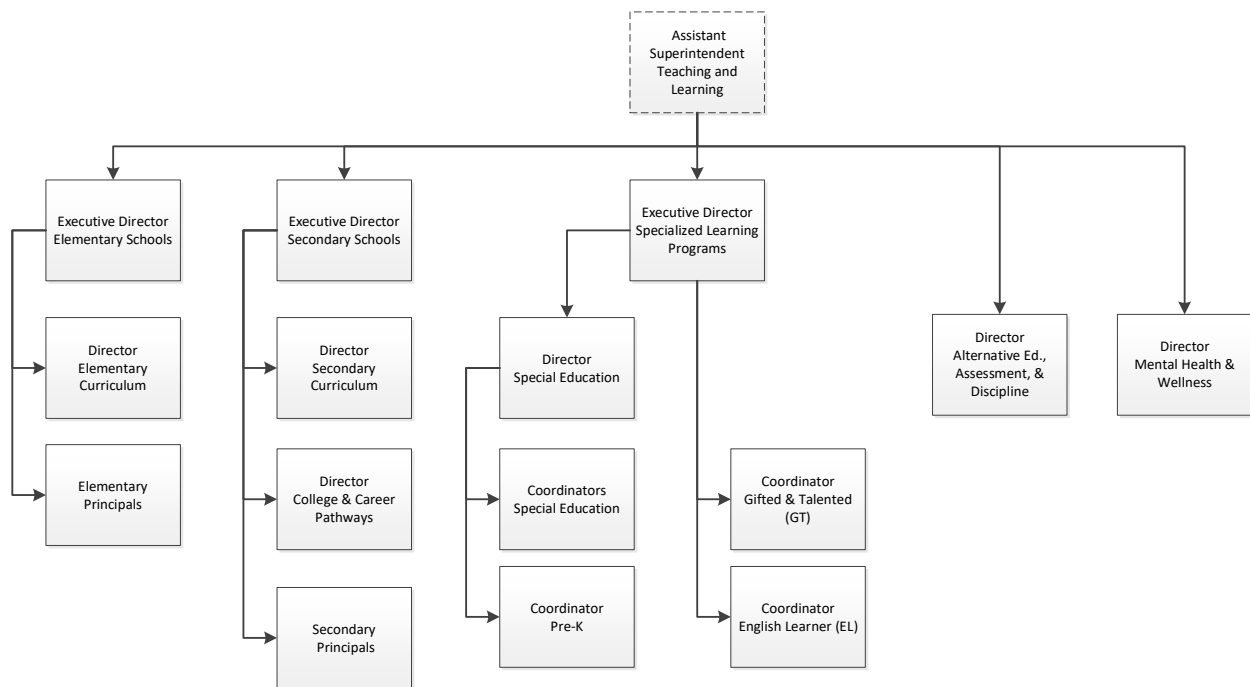 Assistant
Superintendent
Teaching and
Learning
Executive Director
Elementary Schools
Executive Director
Secondary Schools
Executive Director
Specialized Learning
Programs
Director
Elementary
Curriculum
Director
Secondary
Curriculum
Director
Special Education
Director
Alternative Ed.,
Assessment, &
Discipline
Director
Mental Health &
Wellness
Elementary
Principals
Director
College & Career
Pathways
Coordinators
Special Education
Coordinator
Gifted & Talented
(GT)
Secondary
Principals
Coordinator
Pre-K
Coordinator
English Learner (EL)